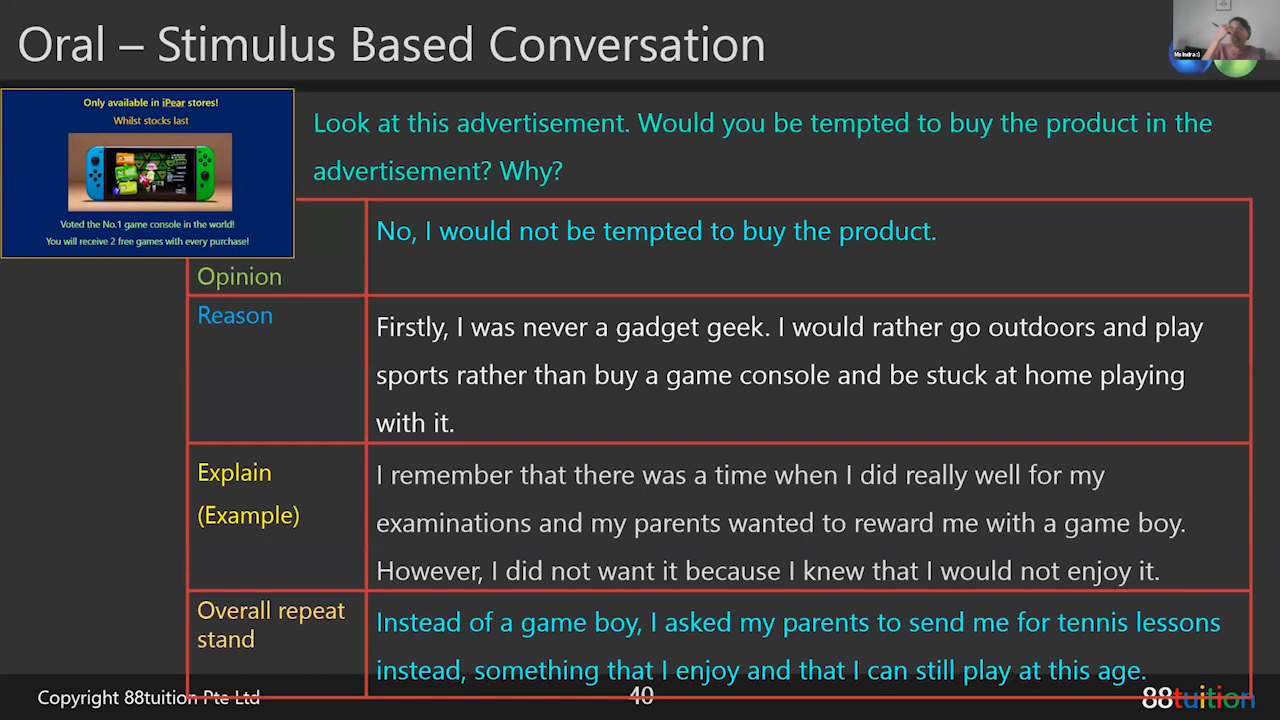 Oral – Stimulus Based Conversation
Ms Indra :)
Only available in iPear stores!
Whilst stocks last
Voted the No.1 game console in the world!
You will receive 2 free games with every purchase!
Look at this advertisement. Would you be tempted to buy the product in the
advertisement? Why?
Opinion
No, I would not be tempted to buy the product.
Reason
Firstly, I was never a gadget geek. I would rather go outdoors and play
sports rather than buy a game console and be stuck at home playing
with it.
Explain
(Example)
I remember that there was a time when I did really well for my
examinations and my parents wanted to reward me with a game boy.
However, I did not want it because I knew that I would not enjoy it.
Overall repeat
stand
Instead of a game boy, I asked my parents to send me for tennis lessons
instead, something that I enjoy and that I can still play at this age.
Copyright 88tuition Pte Ltd
40
88tuition